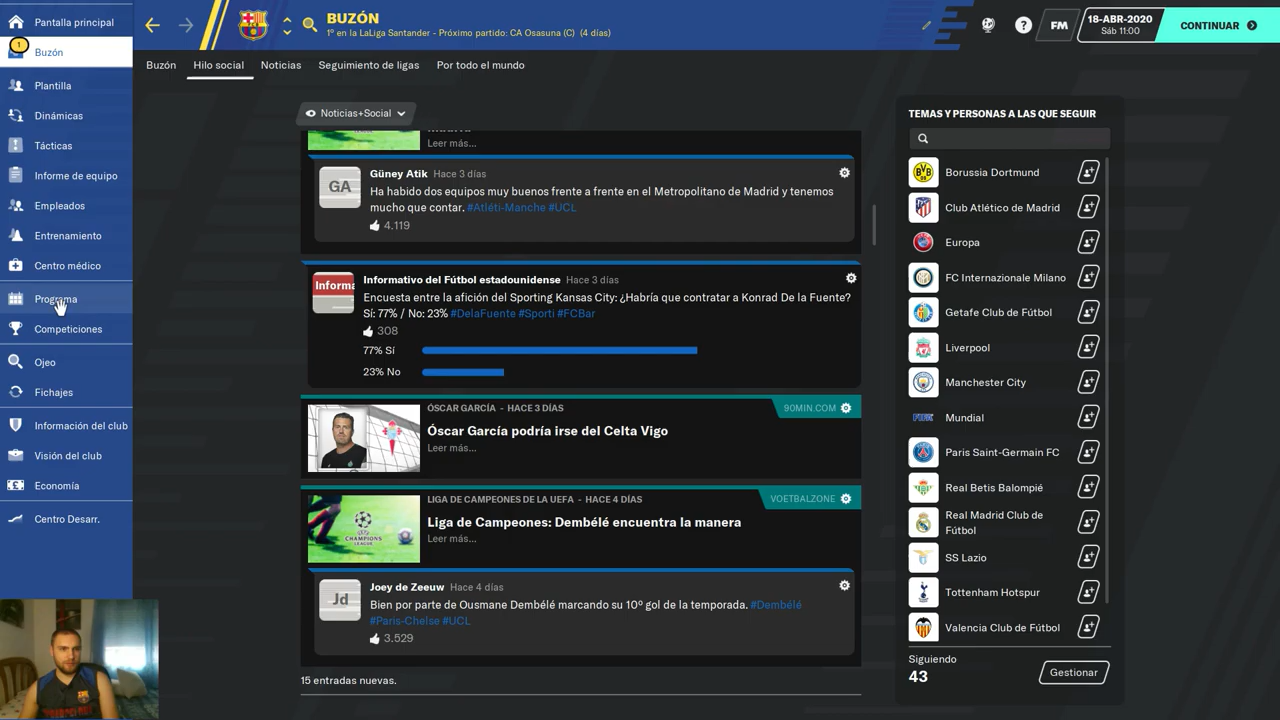 Pantalla principal
1
Buzón
Plantilla
Dinámicas
Tácticas
Informe de equipo
Empleados
Entrenamiento
Centro médico
Programa
Competiciones
Ojeo
Fichajes
Información del club
Visión del club
Economía
Centro Desarr.
BUZÓN
1º en la LaLiga Santander - Próximo partido: CA Osasuna (C) (4 días)
FM
18-ABR-2020
Sáb 11:00
CONTINUAR
Buzón
Hilo social
Noticias
Seguimiento de ligas
Por todo el mundo
Noticias+Social
Leer más...
GA
Güney Atik Hace 3 días
Ha habido dos equipos muy buenos frente a frente en el Metropolitano de Madrid y tenemos
mucho que contar. #Atléti-Manche #UCL
4.119
Informa
Informativo del Fútbol estadounidense Hace 3 días
Encuesta entre la afición del Sporting Kansas City: ¿Habría que contratar a Konrad De la Fuente?
Sí: 77% / No: 23% #DelaFuente #Sporti #FCBar
308
77% Sí
23% No
ÓSCAR GARCÍA - HACE 3 DÍAS
90MIN.COM
Óscar García podría irse del Celta Vigo
Leer más...
LIGA DE CAMPEONES DE LA UEFA - HACE 4 DÍAS
VOETBALZONE
CHAMPIONS
LEAGUE
Liga de Campeones: Dembélé encuentra la manera
Leer más...
Jd
Joey de Zeeuw Hace 4 días
Bien por parte de Ousmane Dembélé marcando su 10º gol de la temporada. #Dembélé
#Paris-Chelse #UCL
3.529
15 entradas nuevas.
TEMAS Y PERSONAS A LAS QUE SEGUIR
Borussia Dortmund
Club Atlético de Madrid
Europa
FC Internazionale Milano
Getafe Club de Fútbol
Liverpool
Manchester City
Mundial
Paris Saint-Germain FC
Real Betis Balompié
Real Madrid Club de
Fútbol
SS Lazio
Tottenham Hotspur
Valencia Club de Fútbol
Siguiendo
43
Gestionar